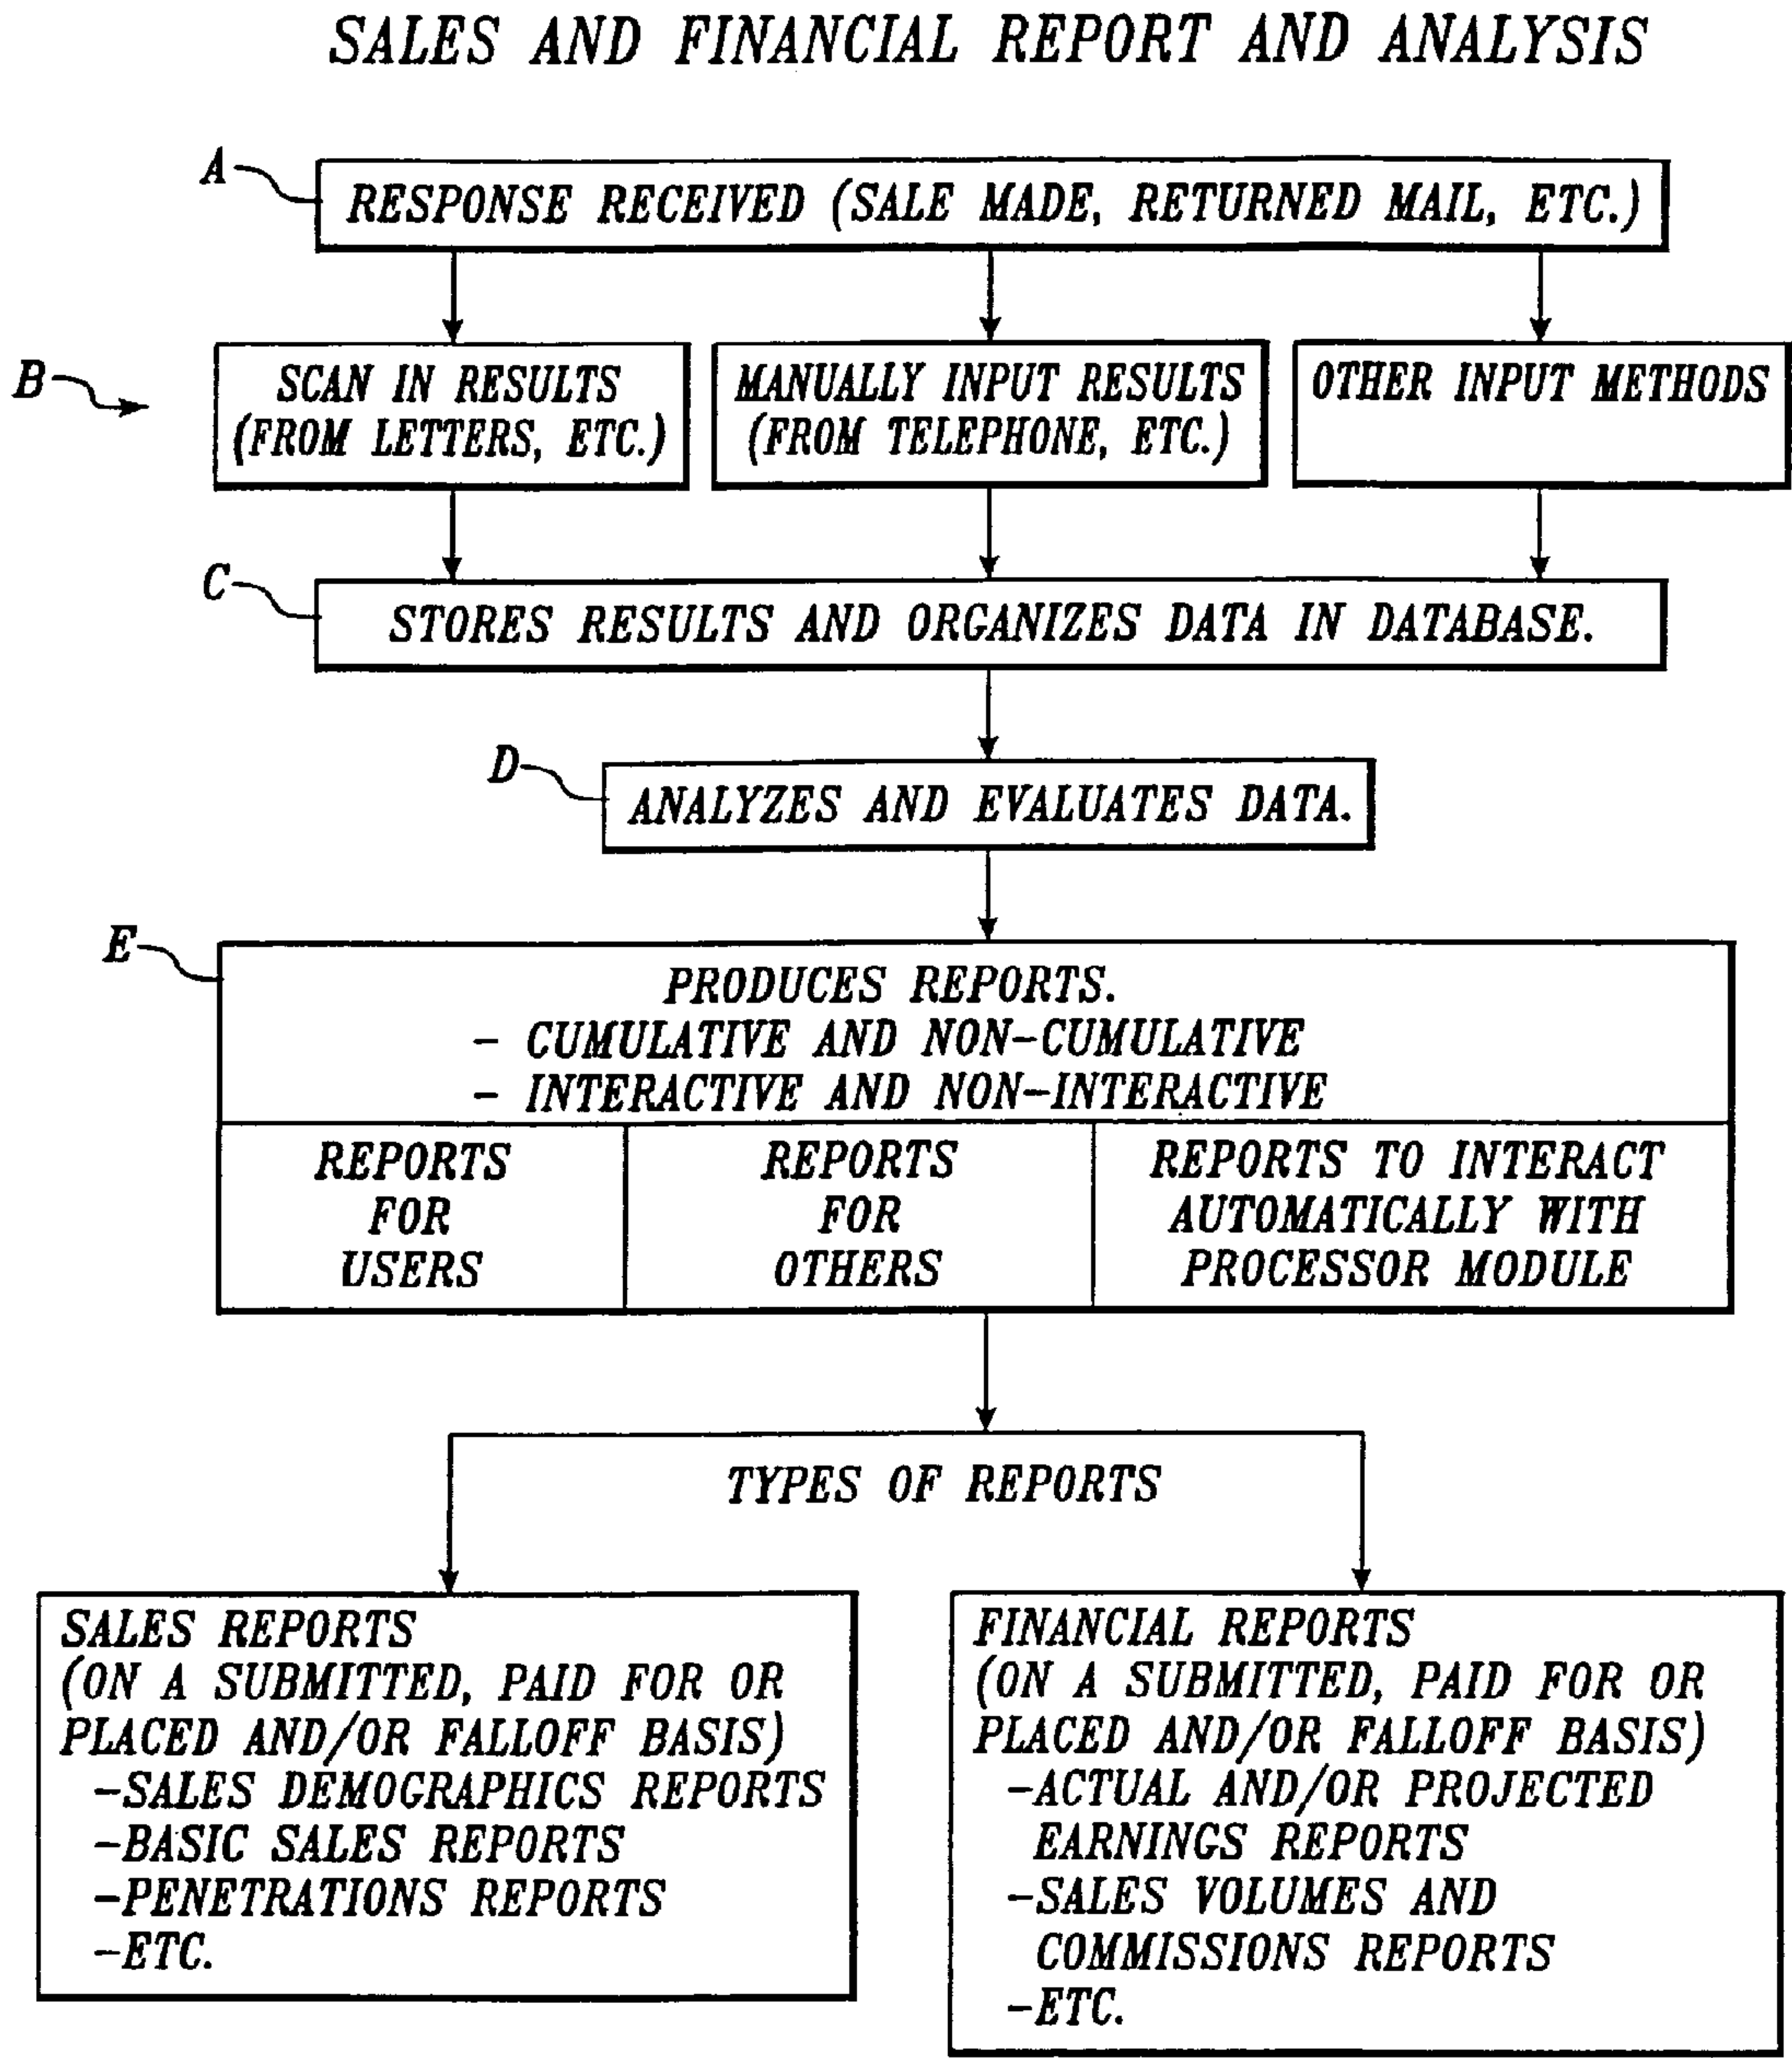 SALES AND FINANCIAL REPORT AND ANALYSIS
A
RESPONSE RECEIVED (SALE MADE, RETURNED MAIL, ETC.)
B
SCAN IN RESULTS
(FROM LETTERS, ETC.)
MANUALLY INPUT RESULTS
(FROM TELEPHONE, ETC.)
OTHER INPUT METHODS
C
STORES RESULTS AND ORGANIZES DATA IN DATABASE.
D
ANALYZES AND EVALUATES DATA.
E
PRODUCES REPORTS.
- CUMULATIVE AND NON-CUMULATIVE
- INTERACTIVE AND NON-INTERACTIVE
REPORTS
FOR
USERS
REPORTS
FOR
OTHERS
REPORTS TO INTERACT
AUTOMATICALLY WITH
PROCESSOR MODULE
TYPES OF REPORTS
SALES REPORTS
(ON A SUBMITTED, PAID FOR OR
PLACED AND/OR FALLOFF BASIS)
-SALES DEMOGRAPHICS REPORTS
-BASIC SALES REPORTS
-PENETRATIONS REPORTS
-ETC.
FINANCIAL REPORTS
(ON A SUBMITTED, PAID FOR OR
PLACED AND/OR FALLOFF BASIS)
-ACTUAL AND/OR PROJECTED
EARNINGS REPORTS
-SALES VOLUMES AND
COMMISSIONS REPORTS
-ETC.